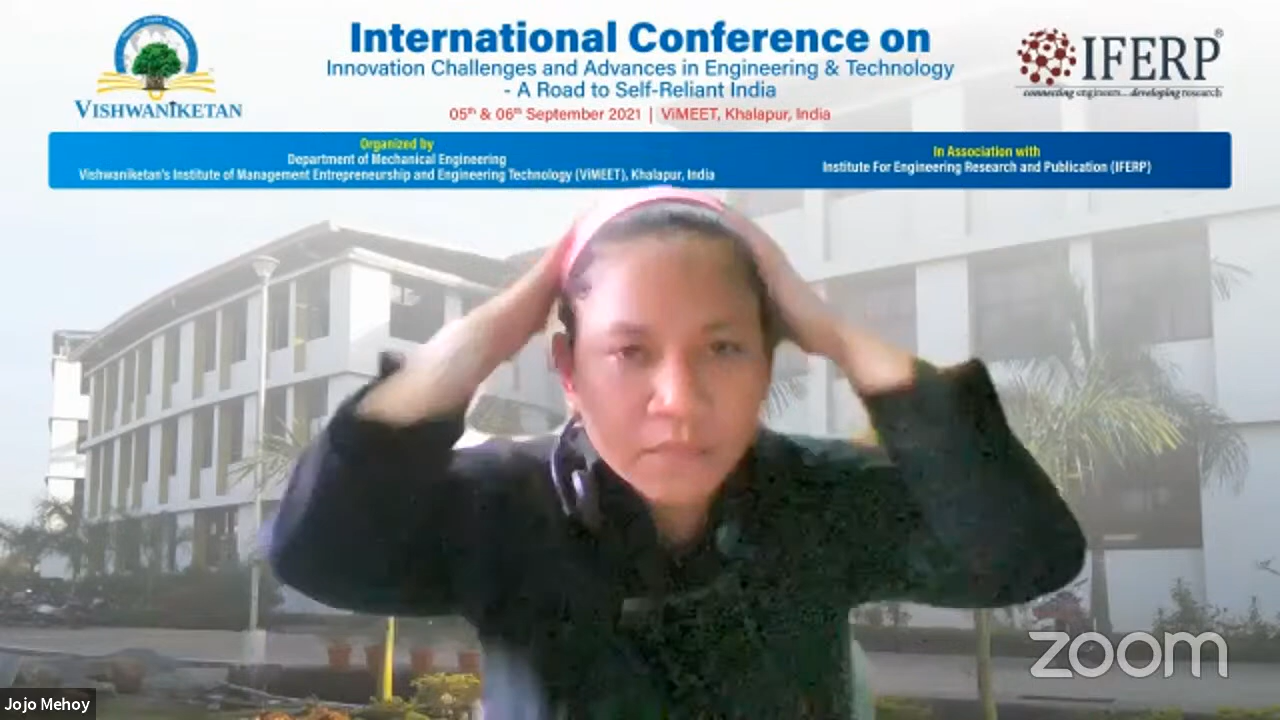 International Conference on
Innovation Challenges and Advances in Engineering & Technology
- A Road to Self-Reliant India
05th & 06th September 2021 | ViMEET, Khalapur, India
VISHWANIKETAN
IFERP®
connecting engineers... developing research
Organized by
Department of Mechanical Engineering
Vishwaniketan's Institute of Management Entrepreneurship and Engineering Technology (ViMEET), Khalapur, India
In Association with
Institute For Engineering Research and Publication (IFERP)
zoom
Jojo Mehoy